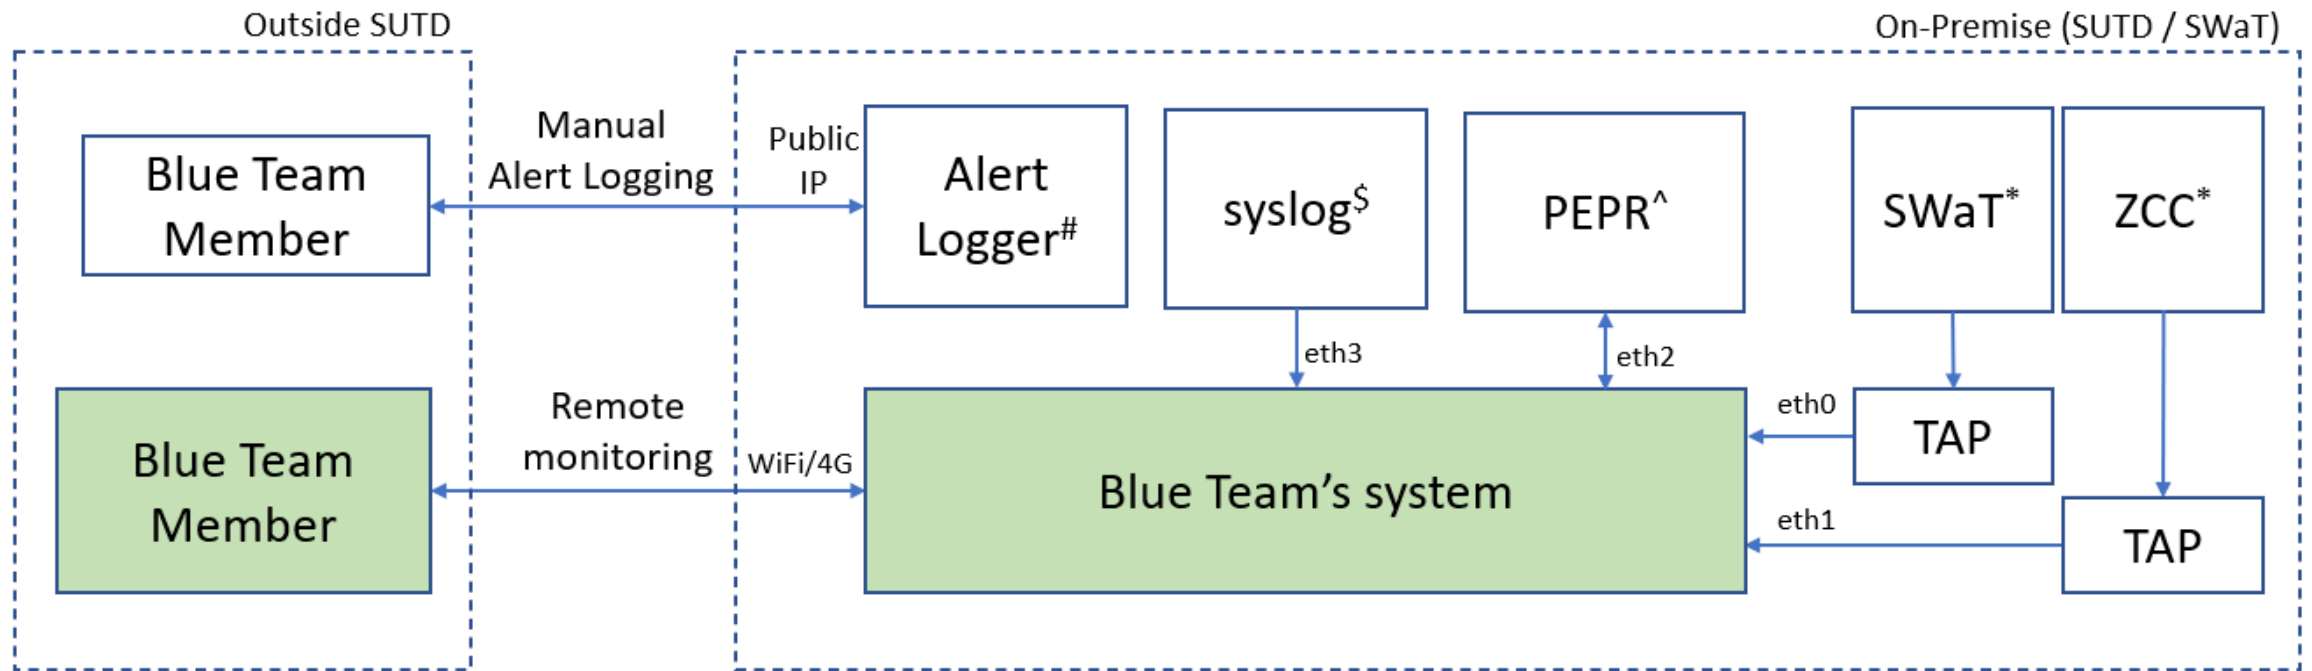 Outside SUTD
On-Premise (SUTD / SWaT)
Blue Team
Member
Manual
Alert Logging
Public
IP
Alert
Logger#
syslog$
PEPR^
SWaT*
ZCC*
eth3
eth2
Blue Team
Member
Remote
monitoring
WiFi/4G
Blue Team’s system
eth0
TAP
eth1
TAP